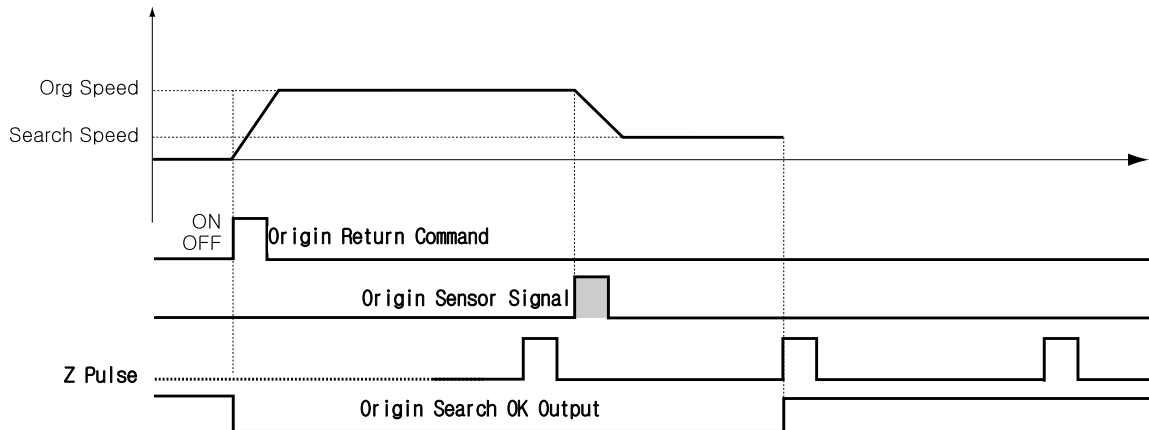 Org Speed
Search Speed
ON
OFF
Origin Return Command
Origin Sensor Signal
Z Pulse
Origin Search OK Output